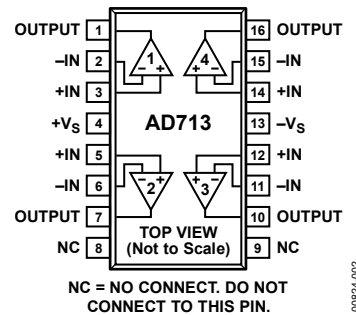 OUTPUT 1 16 OUTPUT
–IN 2 1 4 15 –IN
– + – +
+IN 3 14 +IN
+VS 4 AD713 13 –VS
+IN 5 12 +IN
– + + –
–IN 6 2 3 11 –IN
OUTPUT 7 TOP VIEW 10 OUTPUT
NC 8 (Not to Scale) 9 NC
NC = NO CONNECT. DO NOT
CONNECT TO THIS PIN.
00824-002